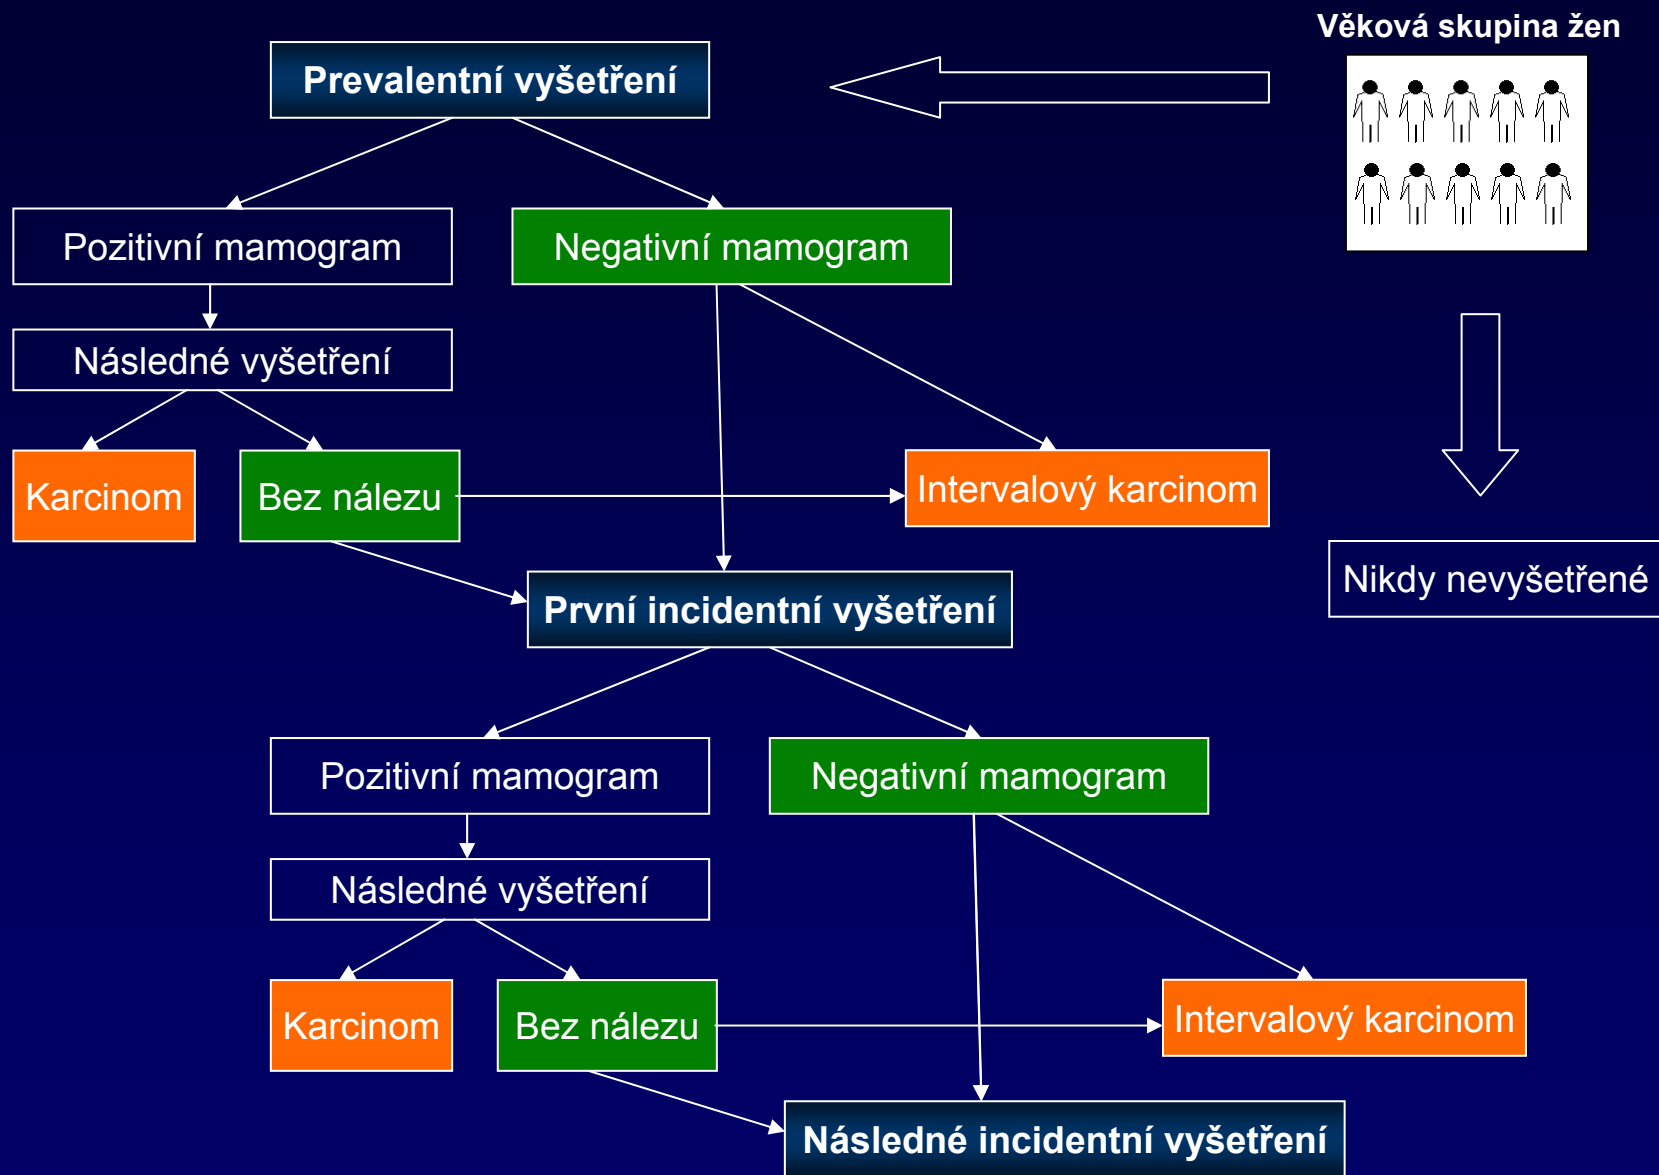 Věková skupina žen
Prevalentní vyšetření
Pozitivní mamogram
Negativní mamogram
Následné vyšetření
Karcinom
Bez nálezu
Intervalový karcinom
Nikdy nevyšetřené
První incidentní vyšetření
Pozitivní mamogram
Negativní mamogram
Následné vyšetření
Karcinom
Bez nálezu
Intervalový karcinom
Následné incidentní vyšetření